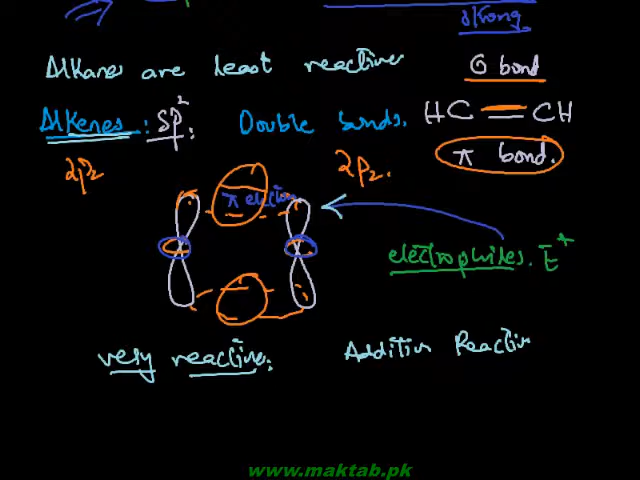 strong
Alkanes are least reactive
σ bond
Alkenes : sp²: Double bonds. HC = CH
π bond.
2pz 2pz.
π electron
electrophiles. E⁺
very reactive: Addition Reaction
www.maktab.pk